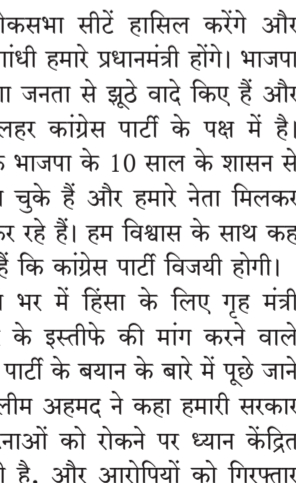 लोकसभा सीटें हासिल करेंगे और
गांधी हमारे प्रधानमंत्री होंगे। भाजपा
जनता से झूठे वादे किए हैं और
लहर कांग्रेस पार्टी के पक्ष में है।
भाजपा के 10 साल के शासन से
चुके हैं और हमारे नेता मिलकर
कर रहे हैं। हम विश्वास के साथ कह
हैं कि कांग्रेस पार्टी विजयी होगी।
भर में हिंसा के लिए गृह मंत्री
के इस्तीफे की मांग करने वाले
पार्टी के बयान के बारे में पूछे जाने
सलीम अहमद ने कहा हमारी सरकार
को रोकने पर ध्यान केंद्रित
है, और आरोपियों को गिरफ्तार